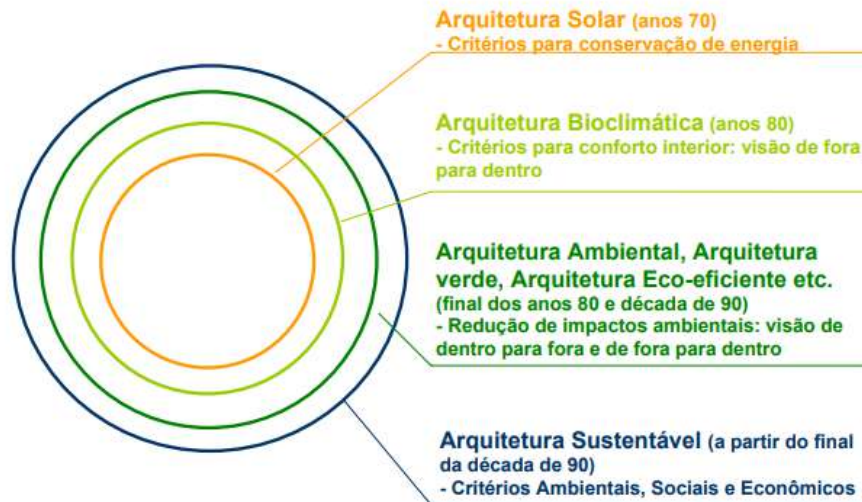 Arquitetura Solar (anos 70)
- Critérios para conservação de energia
Arquitetura Bioclimática (anos 80)
- Critérios para conforto interior: visão de fora
para dentro
Arquitetura Ambiental, Arquitetura
verde, Arquitetura Eco-eficiente etc.
(final dos anos 80 e década de 90)
- Redução de impactos ambientais: visão de
dentro para fora e de fora para dentro
Arquitetura Sustentável (a partir do final
da década de 90)
- Critérios Ambientais, Sociais e Econômicos